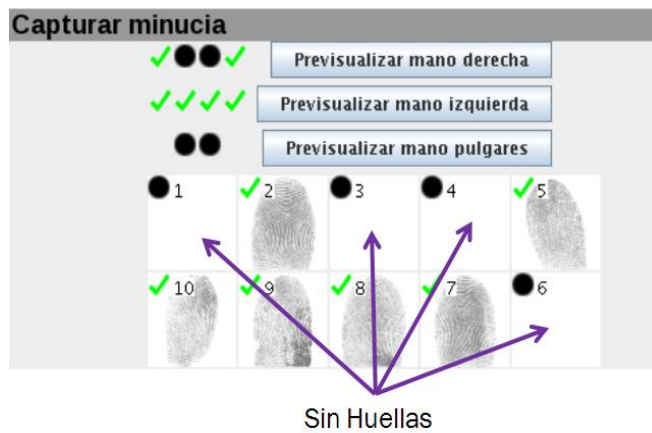 Capturar minucia
Previsualizar mano derecha
Previsualizar mano izquierda
Previsualizar mano pulgares
1 2 3 4 5
10 9 8 7 6
Sin Huellas